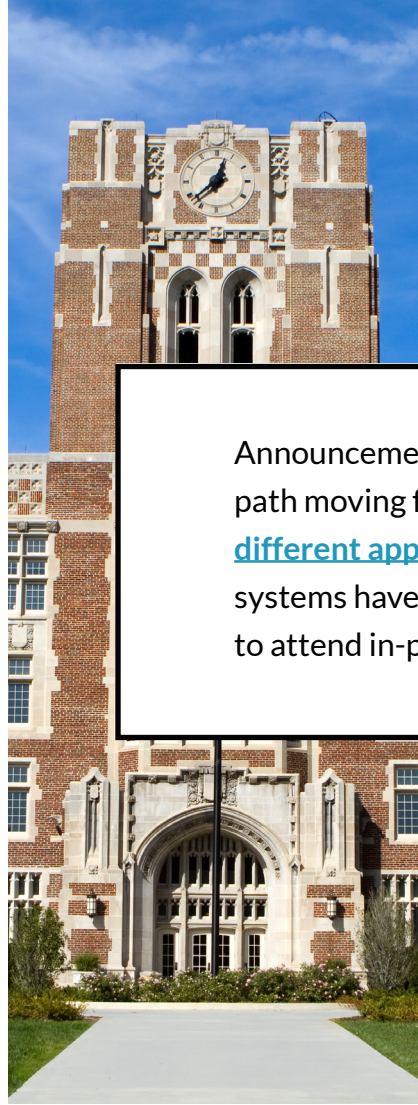 Announceme
path moving f
different app
systems have
to attend in-p